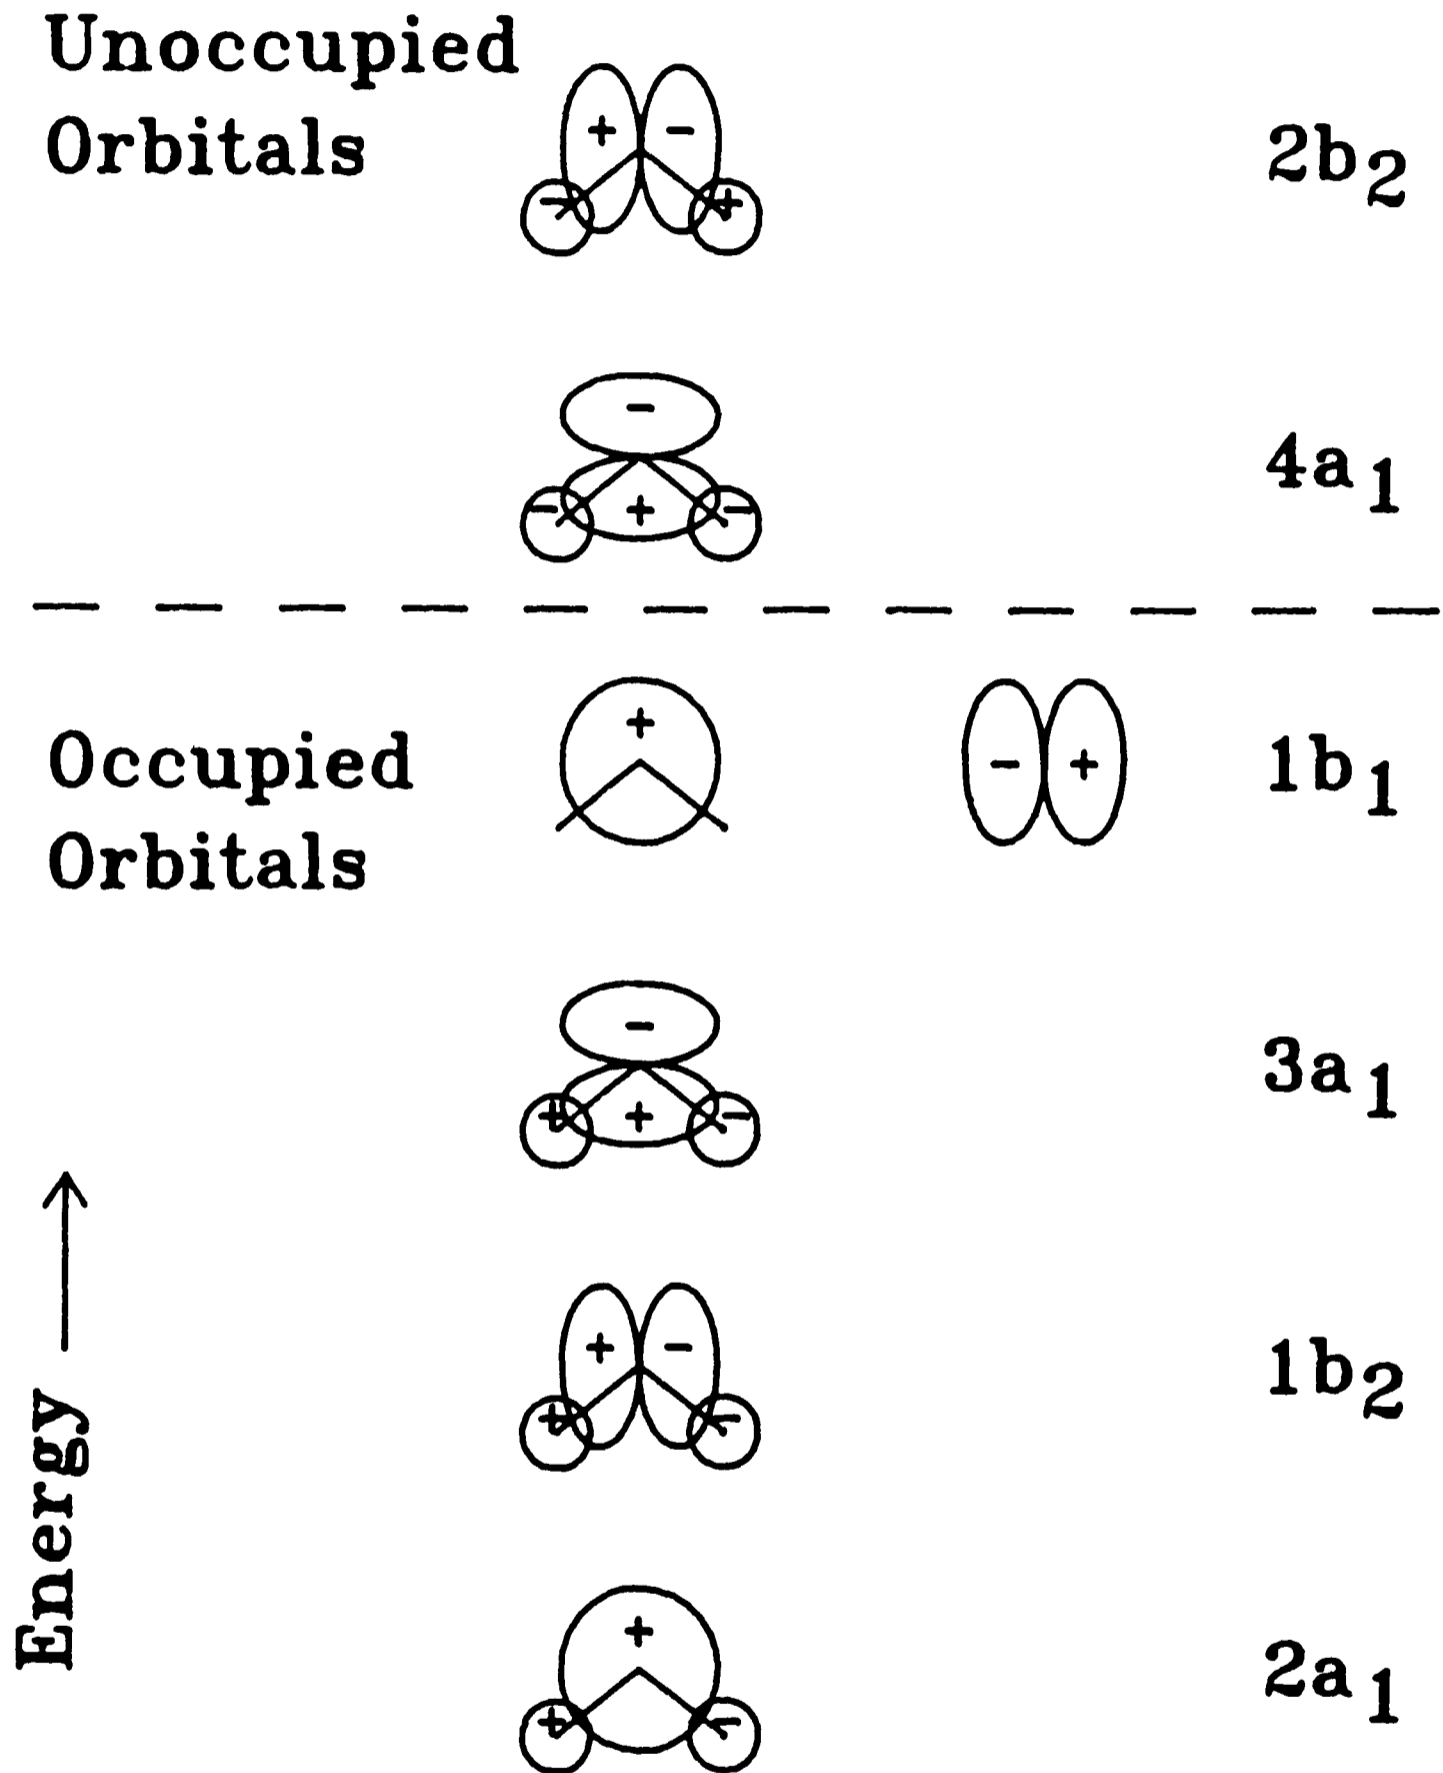 Unoccupied
Orbitals
+ −
− +
2b₂
−
− + −
4a₁
+
− +
1b₁
Occupied
Orbitals
−
+ + −
3a₁
+ −
+ −
1b₂
+
+ −
2a₁
Energy